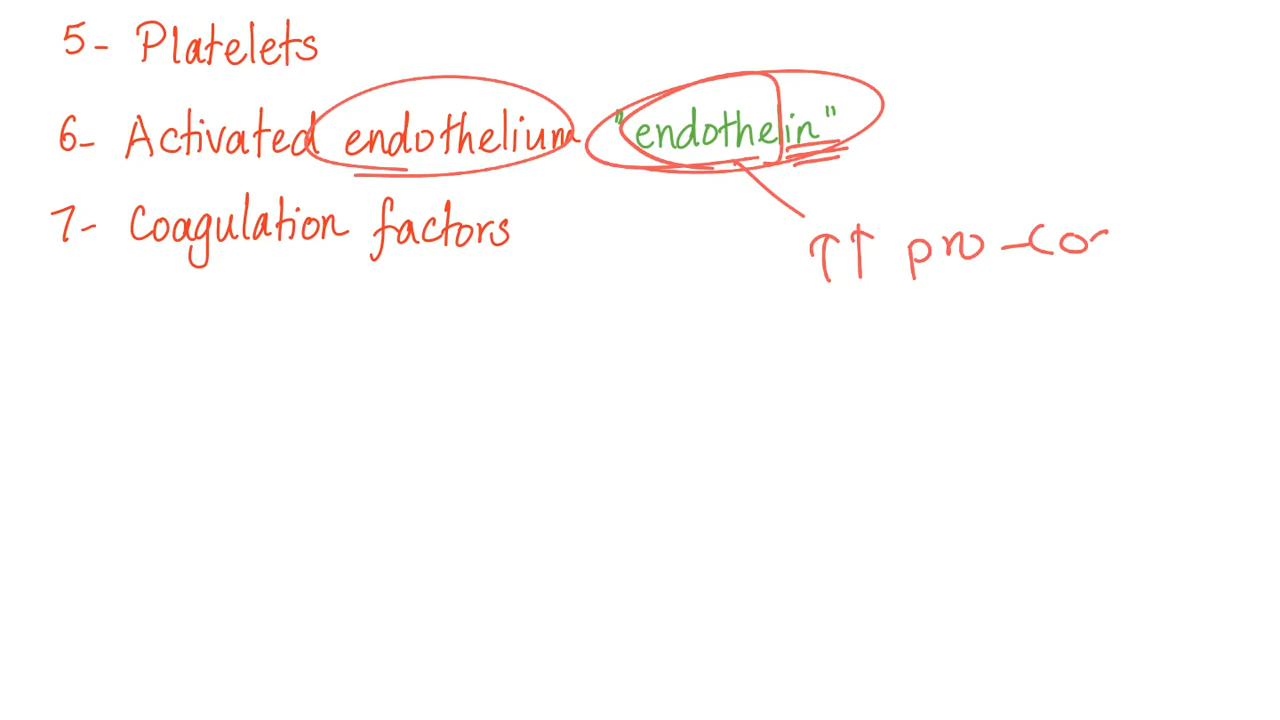 5- Platelets
6- Activated endothelium "endothelin"
7- Coagulation factors
↑↑ pro-co